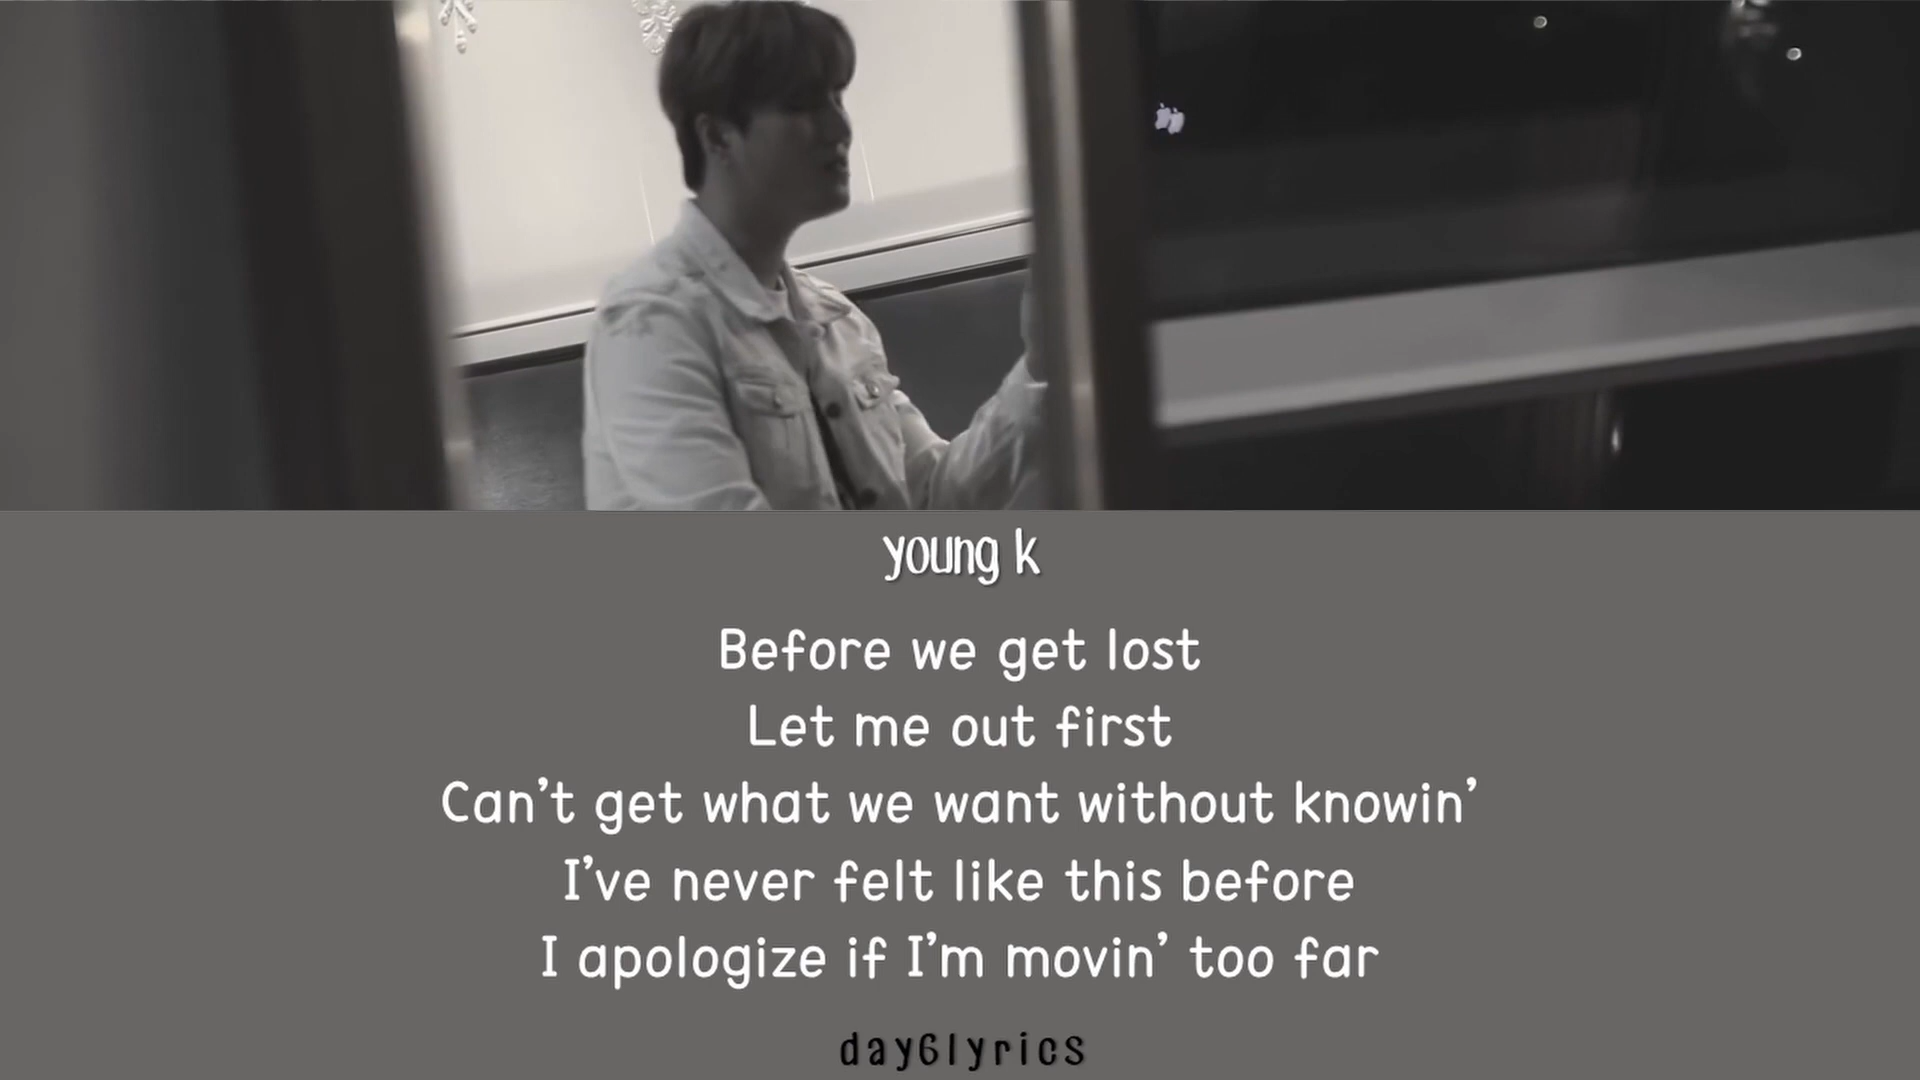 young k
Before we get lost
Let me out first
Can't get what we want without knowin'
I've never felt like this before
I apologize if I'm movin' too far
day6lyrics